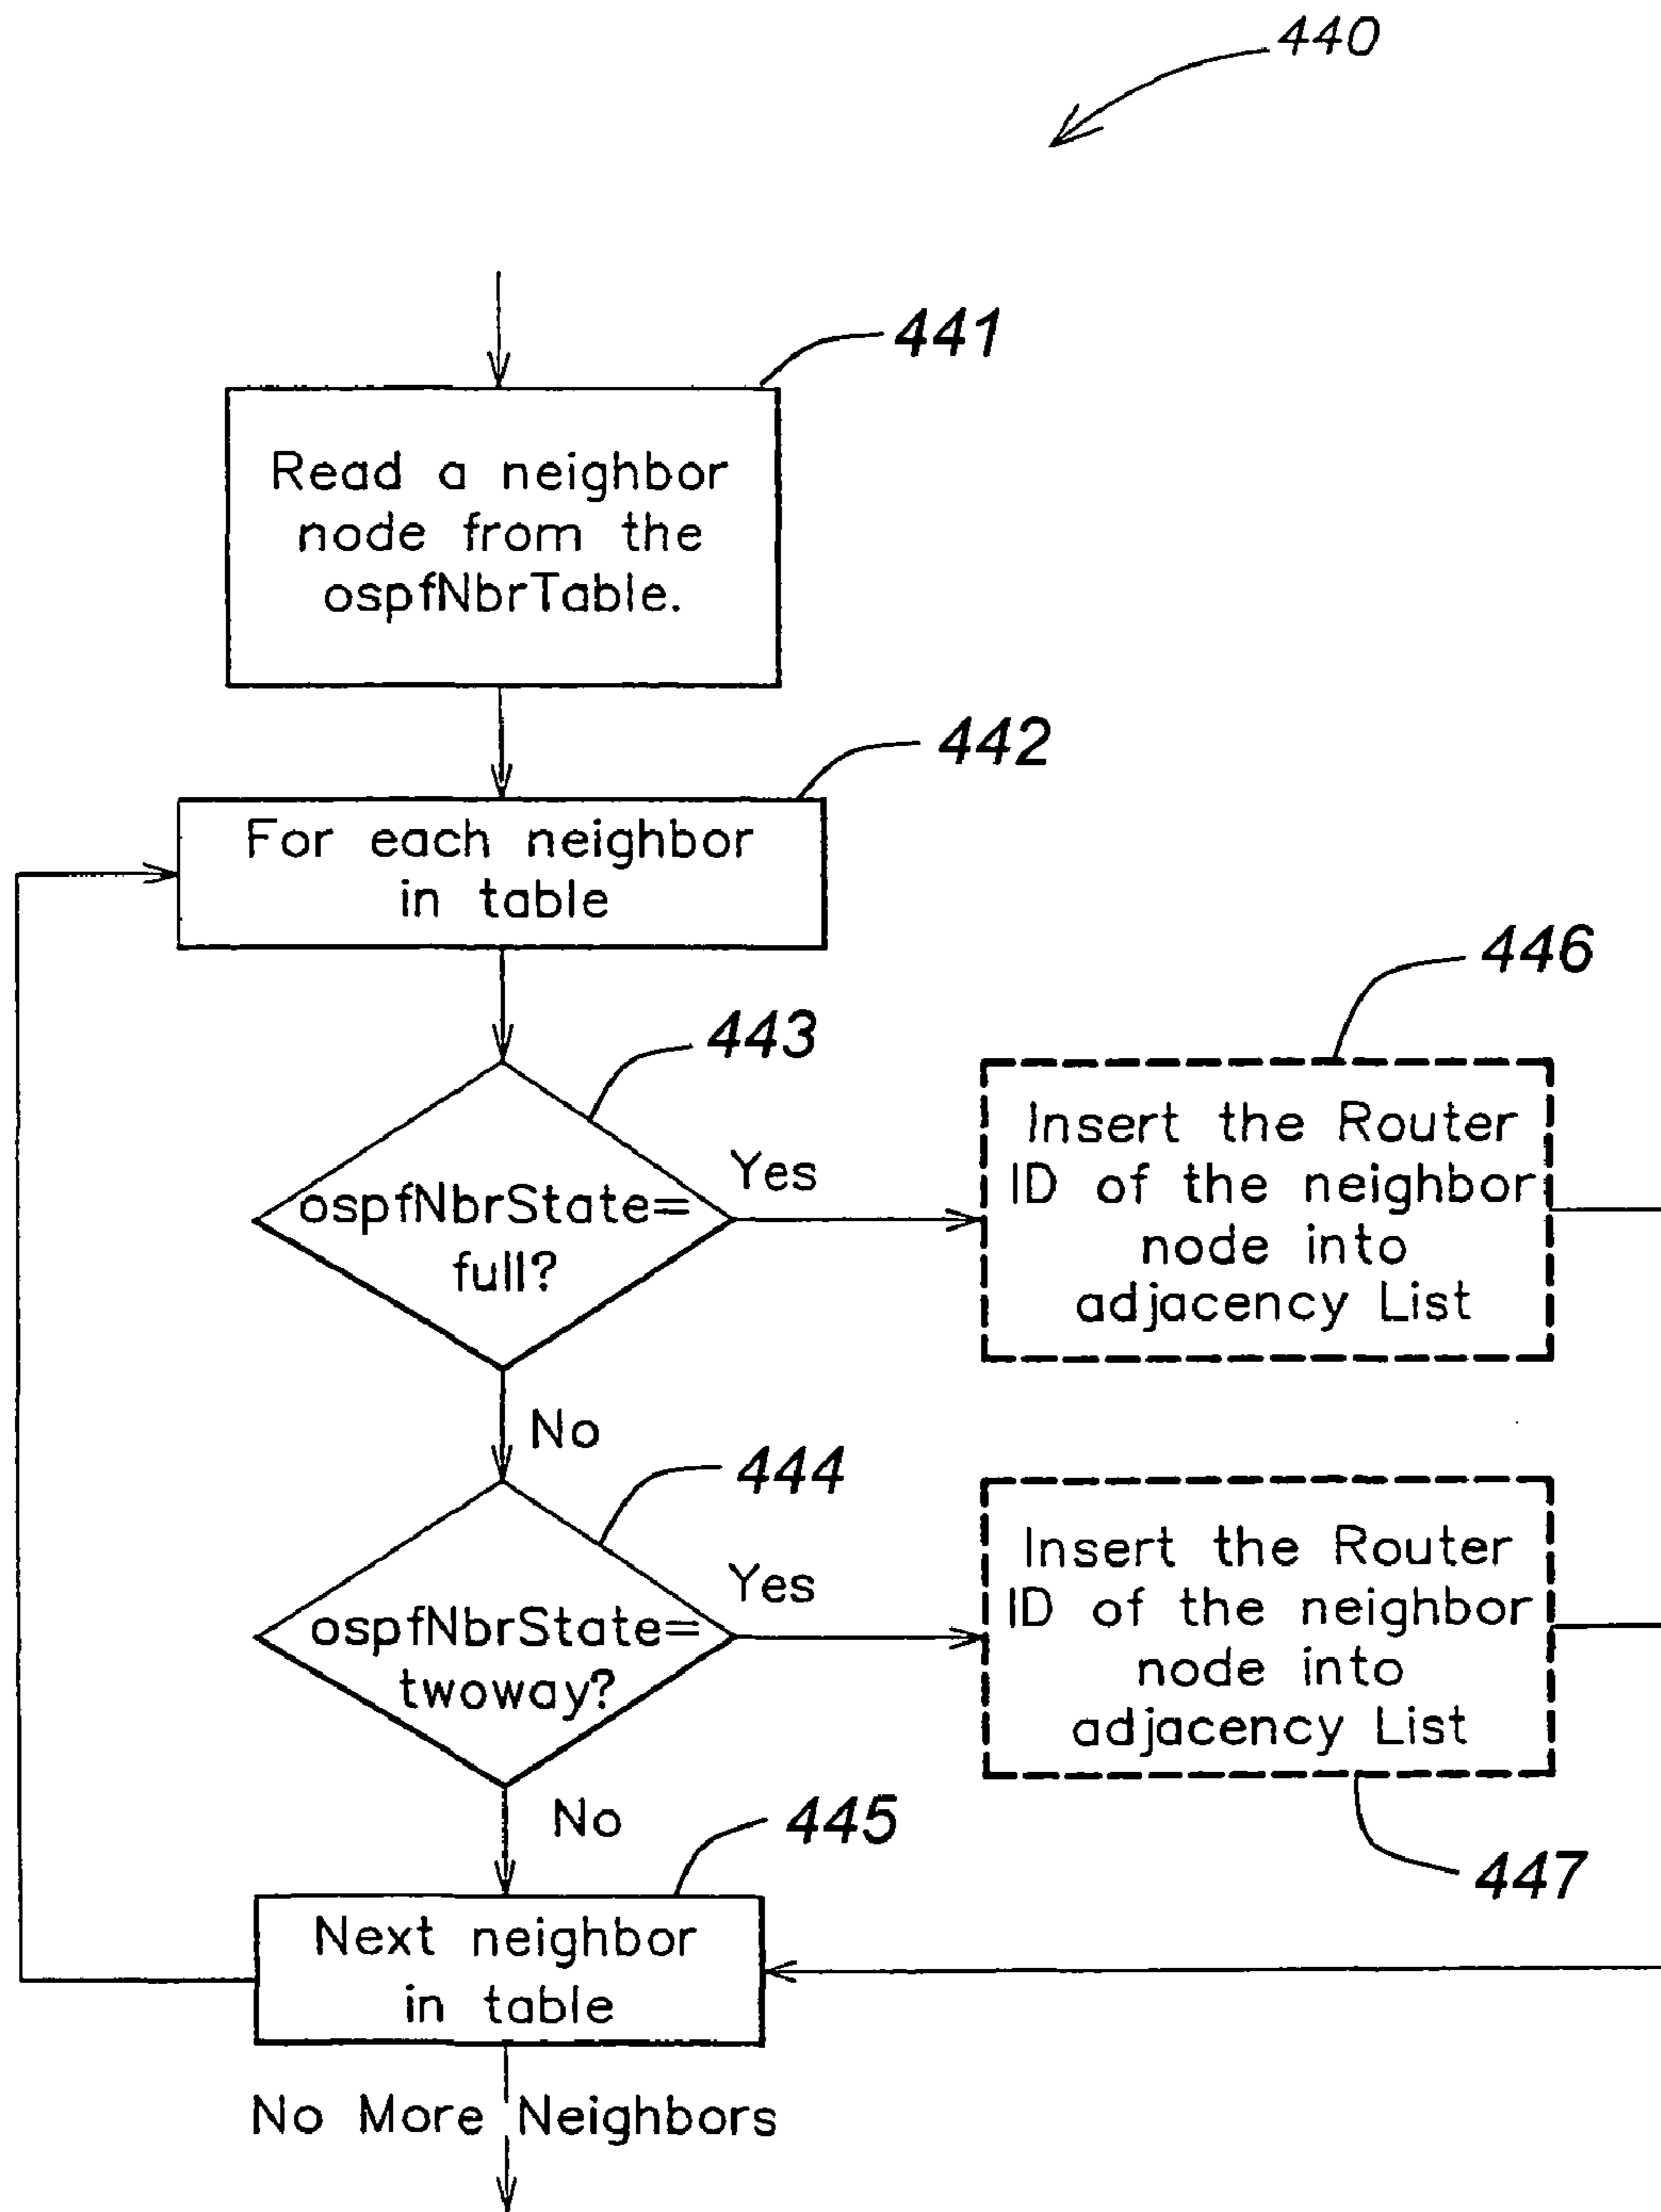 440
441
Read a neighbor
node from the
ospfNbrTable.
442
For each neighbor
in table
443
ospfNbrState=
full?
Yes
446
Insert the Router
ID of the neighbor
node into
adjacency List
No
444
ospfNbrState=
twoway?
Yes
Insert the Router
ID of the neighbor
node into
adjacency List
447
No
445
Next neighbor
in table
No More Neighbors